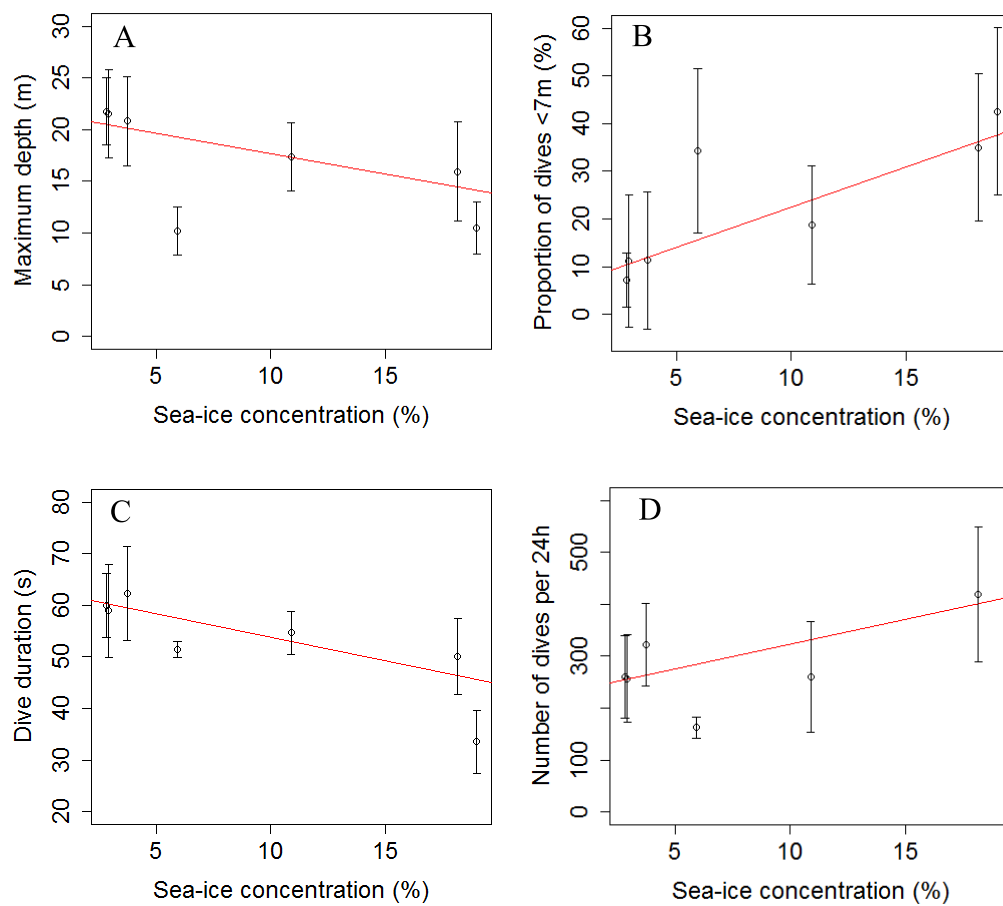 A
Maximum depth (m)
30
25
20
15
10
5
0
5 10 15
Sea-ice concentration (%)
B
Proportion of dives <7m (%)
60
50
40
30
20
10
0
5 10 15
Sea-ice concentration (%)
C
Dive duration (s)
80
70
60
50
40
30
20
5 10 15
Sea-ice concentration (%)
D
Number of dives per 24h
500
300
100
0
5 10 15
Sea-ice concentration (%)